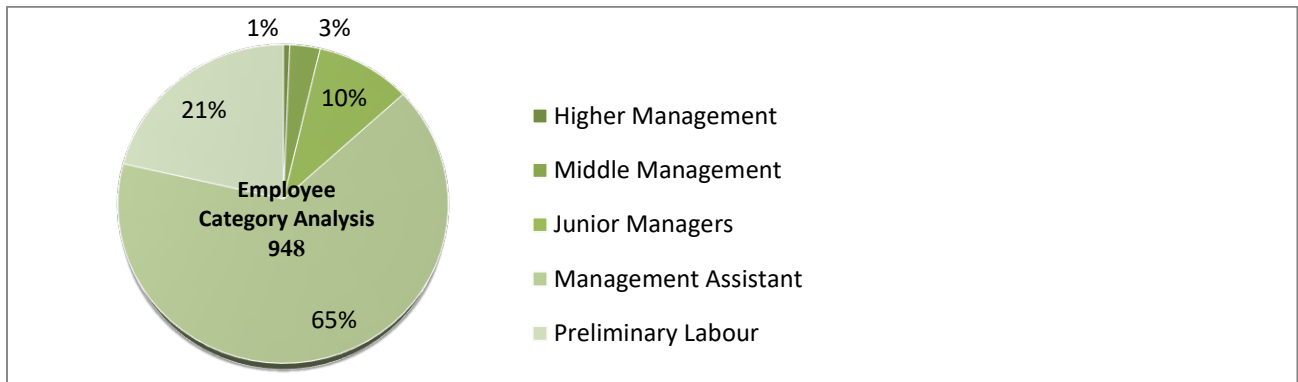 1%
3%
10%
21%
65%
Employee
Category Analysis
948
Higher Management
Middle Management
Junior Managers
Management Assistant
Preliminary Labour